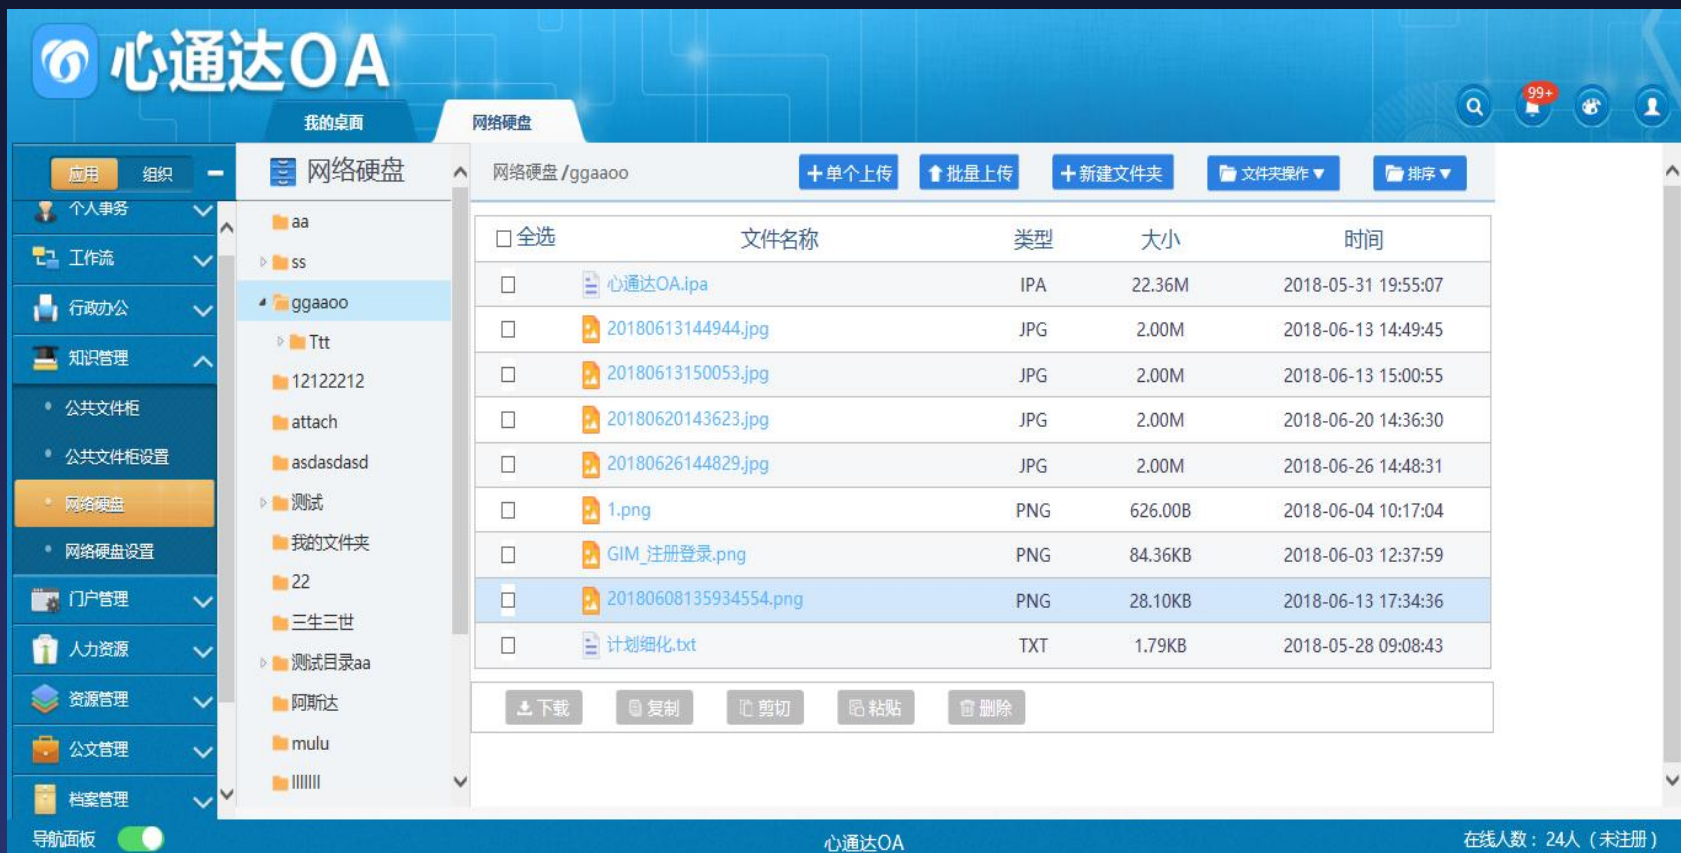 心通达OA
我的桌面
网络硬盘
99+
应用
组织
个人事务
工作流
行政办公
知识管理
公共文件柜
公共文件柜设置
网络硬盘
网络硬盘设置
门户管理
人力资源
资源管理
公文管理
档案管理
网络硬盘
aa
ss
ggaaoo
Ttt
12122212
attach
asdasdasd
测试
我的文件夹
22
三生三世
测试目录aa
阿斯达
mulu
lllllll
网络硬盘 /ggaaoo
单个上传 批量上传 新建文件夹 文件夹操作▼ 排序▼
全选 文件名称 类型 大小 时间
心通达OA.ipa IPA 22.36M 2018-05-31 19:55:07
20180613144944.jpg JPG 2.00M 2018-06-13 14:49:45
20180613150053.jpg JPG 2.00M 2018-06-13 15:00:55
20180620143623.jpg JPG 2.00M 2018-06-20 14:36:30
20180626144829.jpg JPG 2.00M 2018-06-26 14:48:31
1.png PNG 626.00B 2018-06-04 10:17:04
GIM_注册登录.png PNG 84.36KB 2018-06-03 12:37:59
20180608135934554.png PNG 28.10KB 2018-06-13 17:34:36
计划细化.txt TXT 1.79KB 2018-05-28 09:08:43
下载 复制 剪切 粘贴 删除
导航面板
心通达OA
在线人数：24人（未注册）